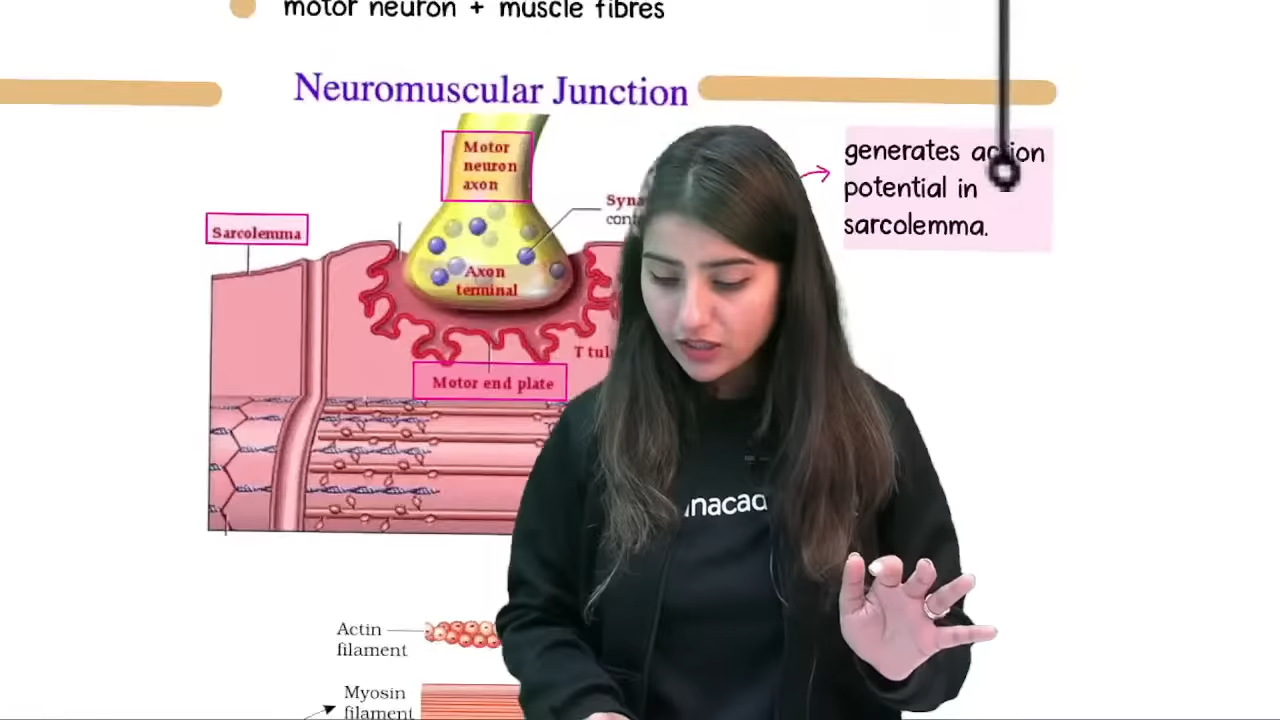 motor neuron + muscle fibres
Neuromuscular Junction
Motor
neuron
axon
generates action
potential in
sarcolemma.
Sarcolemma
Axon
terminal
T
Motor end plate
Actin
filament
Myosin
filament